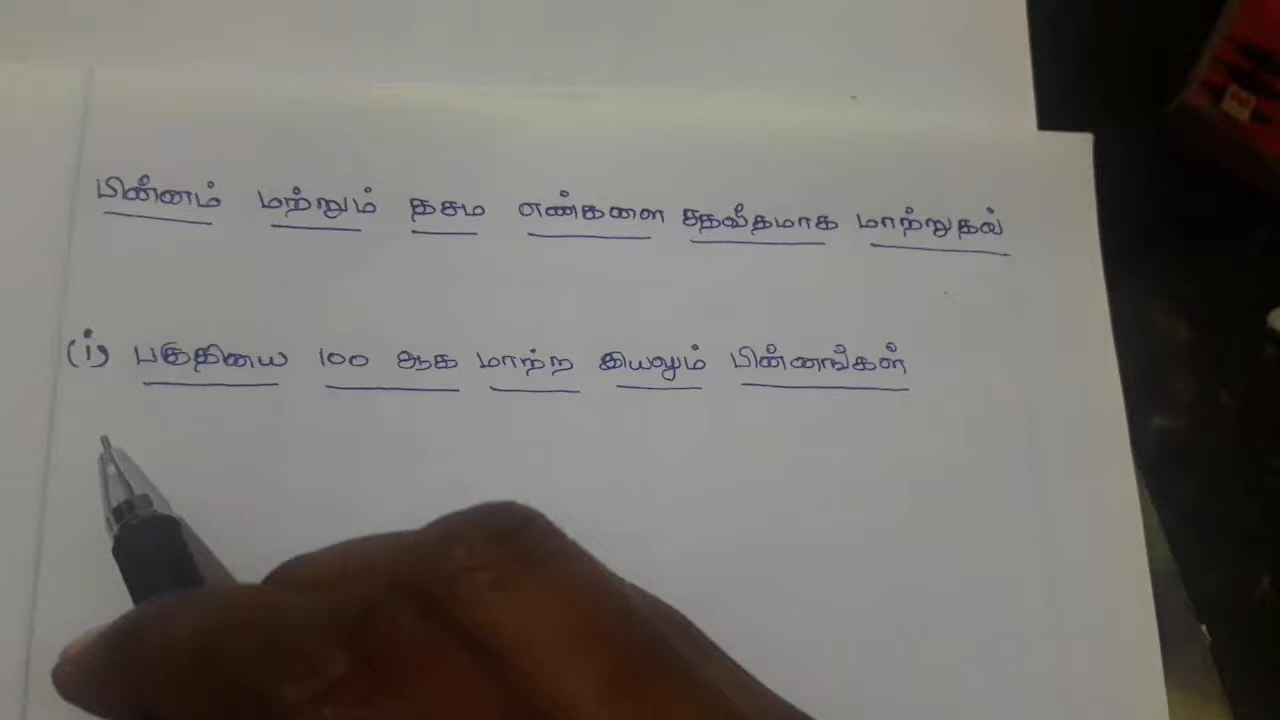 பின்னம் மற்றும் தசம எண்களை சதவீதமாக மாற்றுதல்
(i) பகுதியை 100 ஆக மாற்ற இயலும் பின்னங்கள்